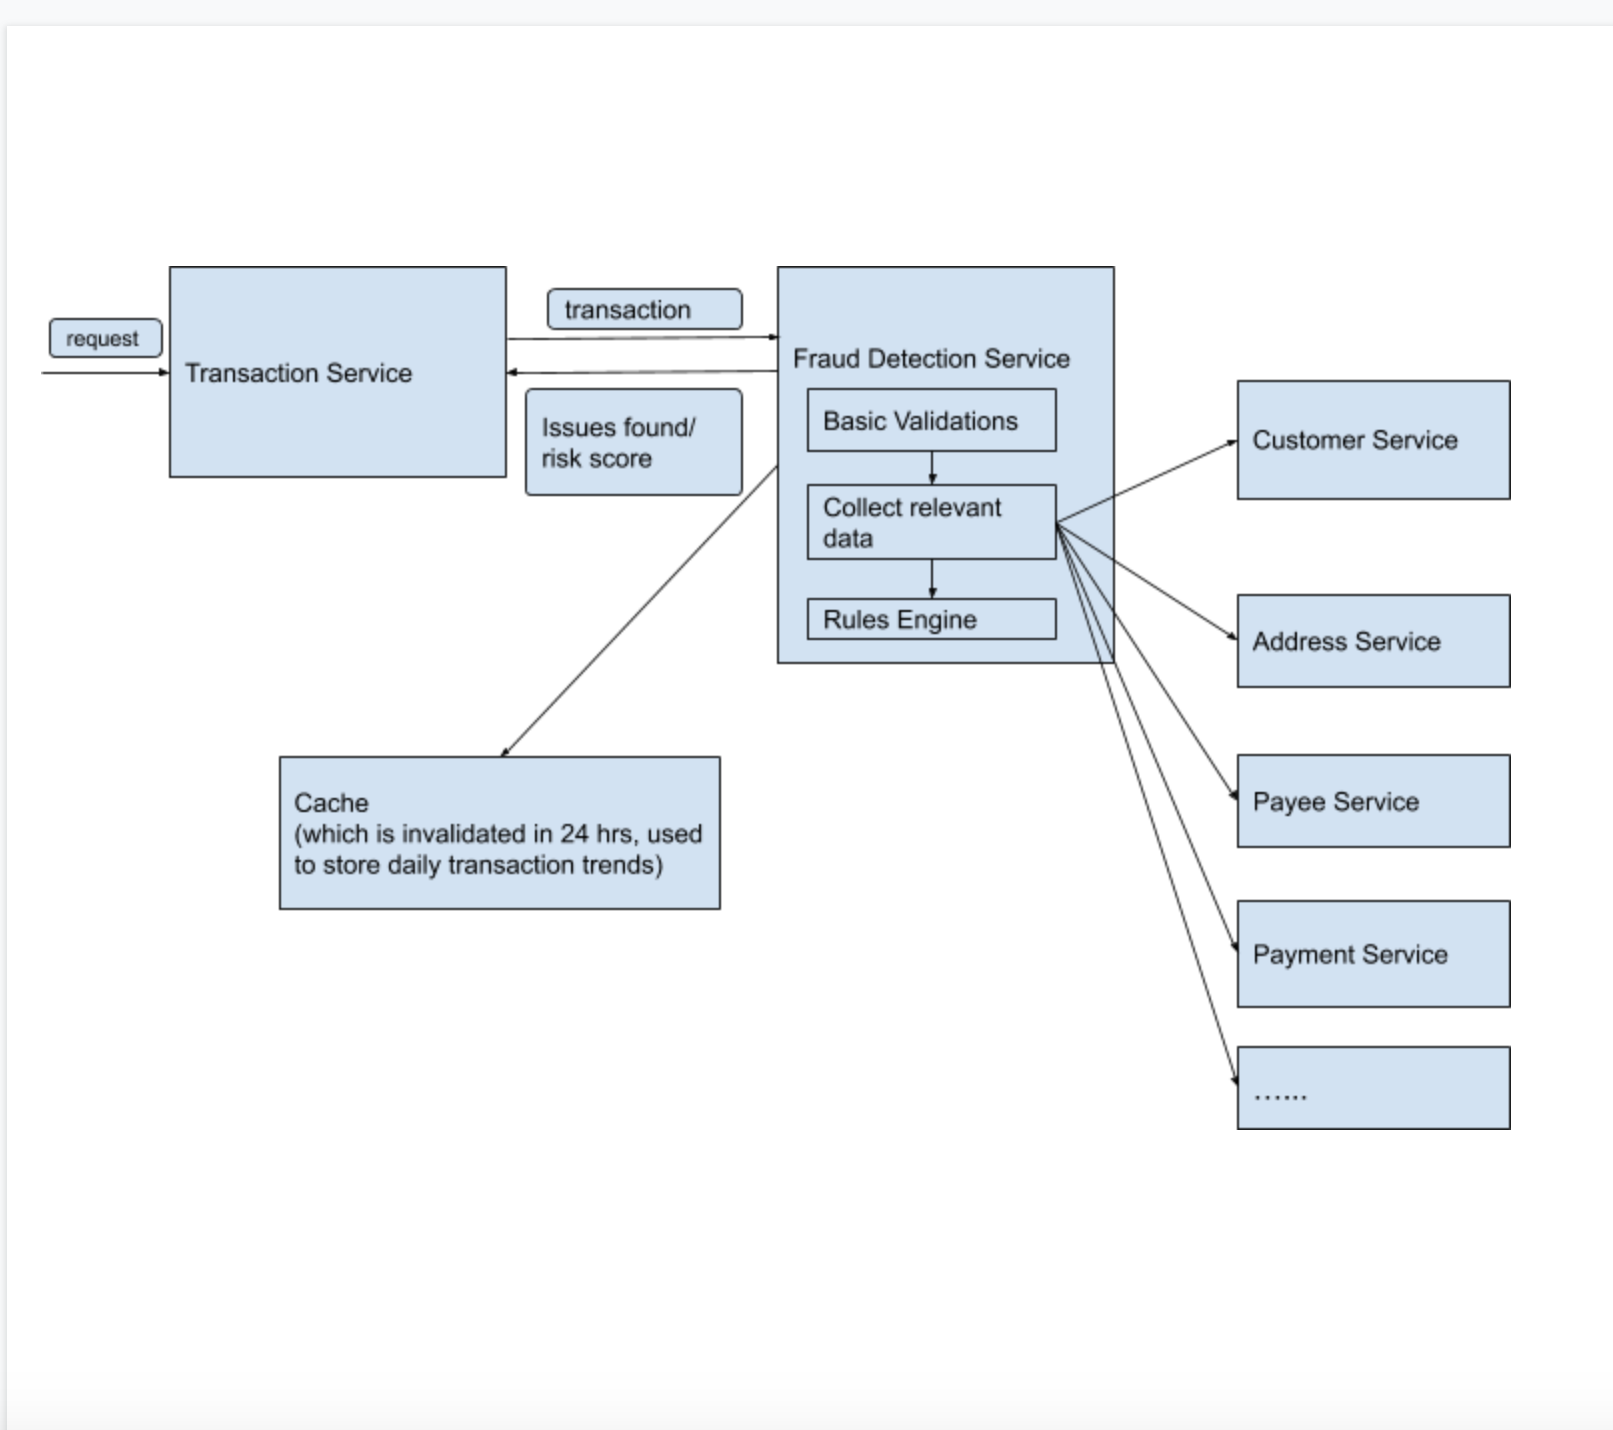 request
Transaction Service
transaction
Issues found/
risk score
Fraud Detection Service
Basic Validations
Collect relevant
data
Rules Engine
Cache
(which is invalidated in 24 hrs, used
to store daily transaction trends)
Customer Service
Address Service
Payee Service
Payment Service
…...